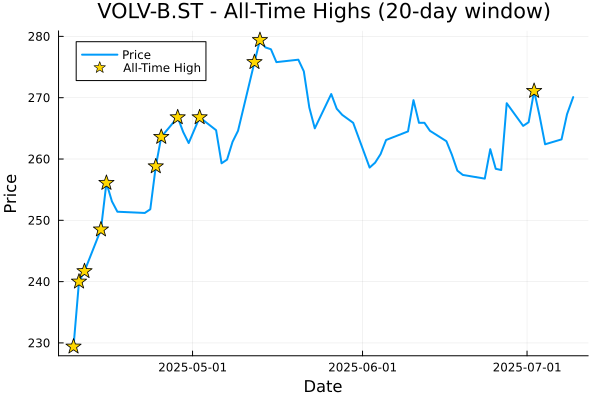 VOLV-B.ST - All-Time Highs (20-day window)
Price
All-Time High
Price
280
270
260
250
240
230
2025-05-01
2025-06-01
2025-07-01
Date